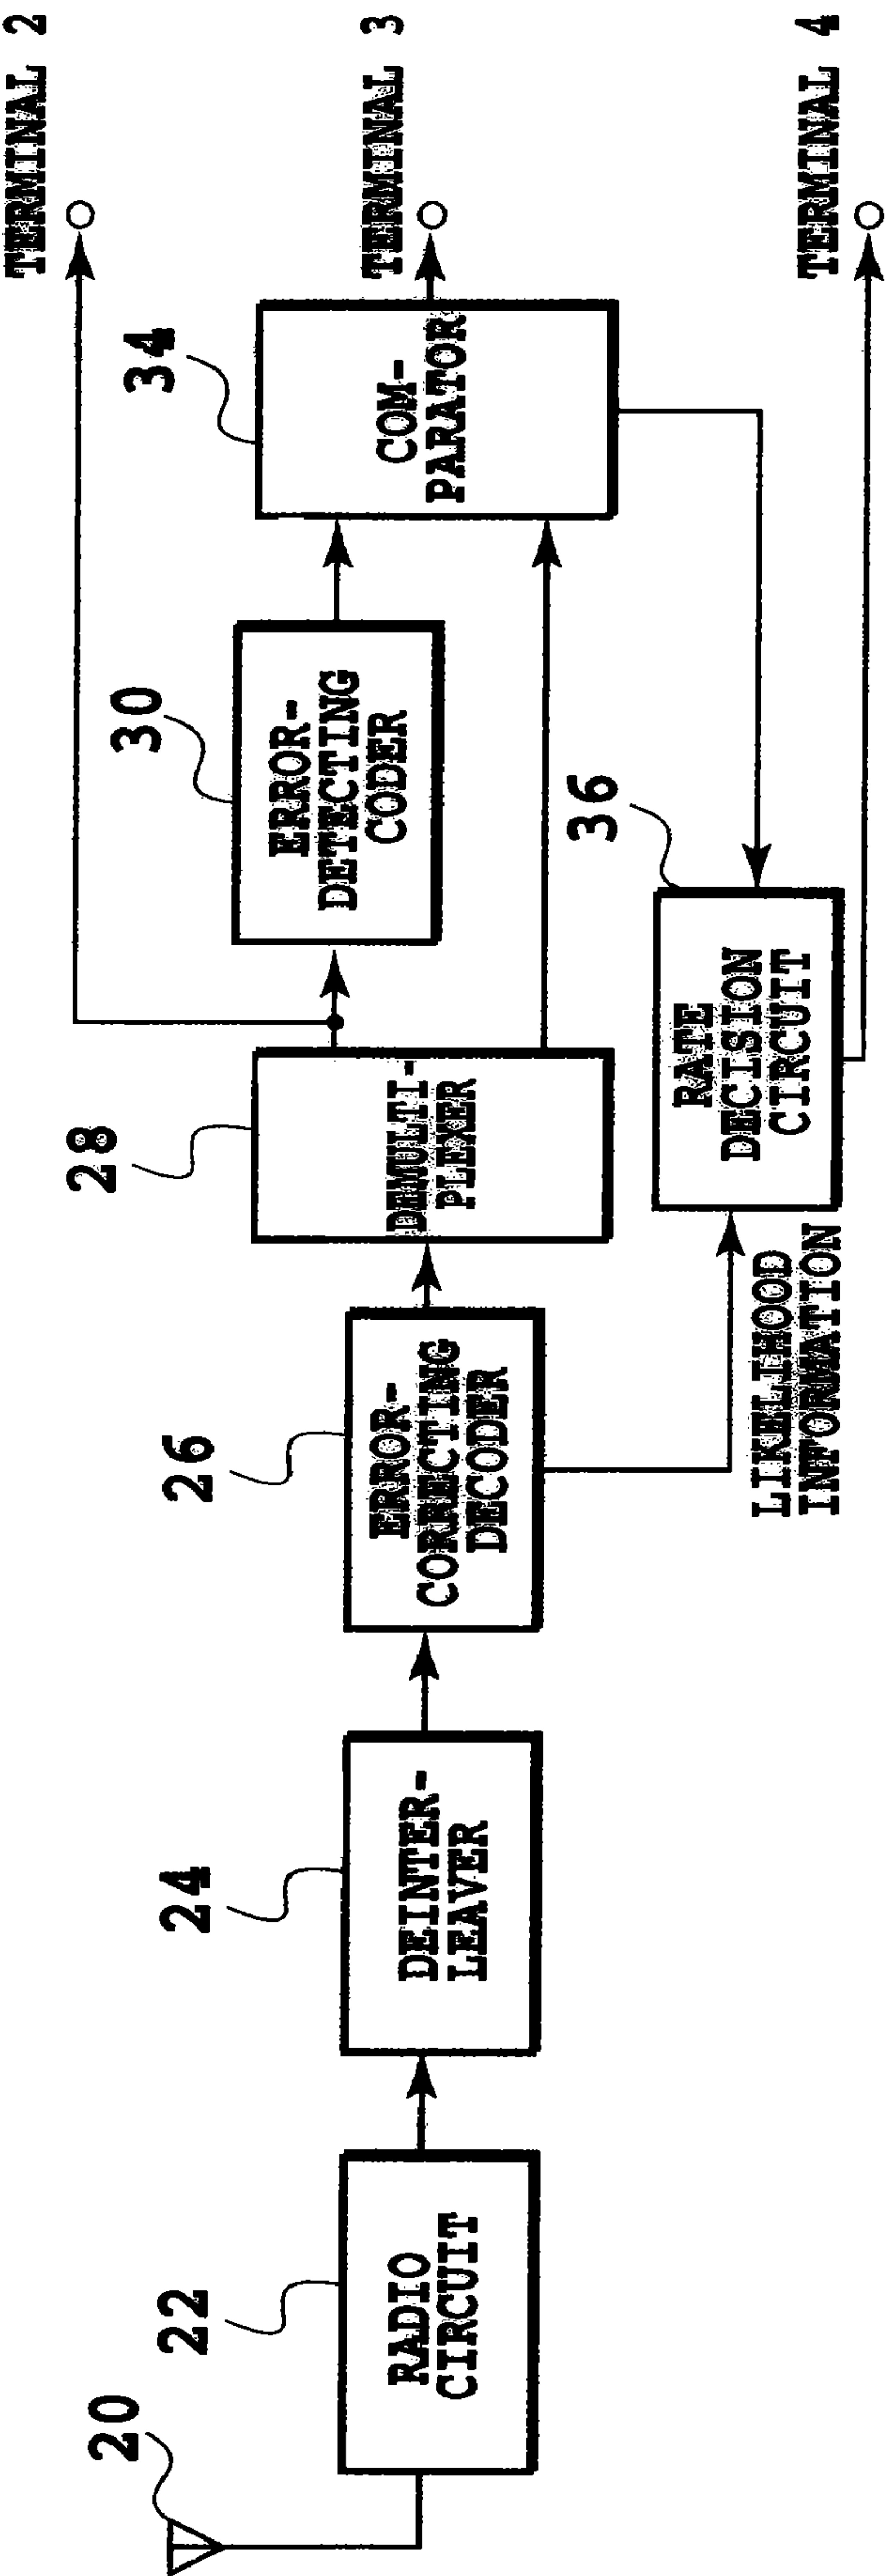 20
22
RADIO
CIRCUIT
24
DEINTER-
LEAVER
26
ERROR-
CORRECTING
DECODER
LIKELIHOOD
INFORMATION
28
DEMULTI-
PLEXER
30
ERROR-
DETECTING
CODER
34
COM-
PARATOR
36
RATE
DECISION
CIRCUIT
TERMINAL 2
TERMINAL 3
TERMINAL 4